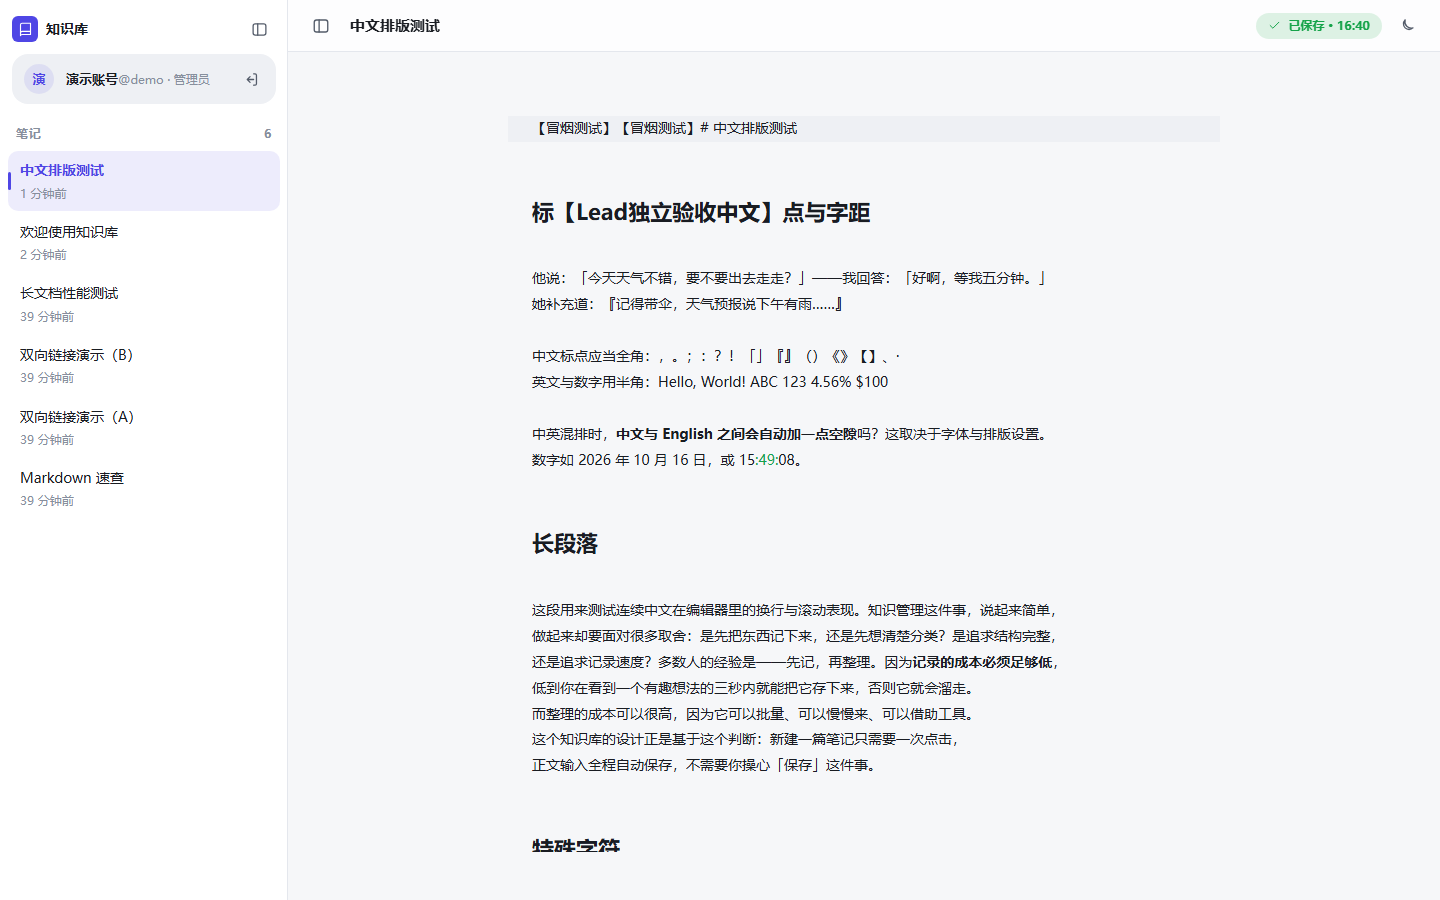 知识库
演
演示账号@demo · 管理员
笔记
6
中文排版测试
1 分钟前
欢迎使用知识库
2 分钟前
长文档性能测试
39 分钟前
双向链接演示（B）
39 分钟前
双向链接演示（A）
39 分钟前
Markdown 速查
39 分钟前
中文排版测试
已保存 • 16:40
【冒烟测试】【冒烟测试】# 中文排版测试
标【Lead独立验收中文】点与字距
他说：「今天天气不错，要不要出去走走？」——我回答：「好啊，等我五分钟。」
她补充道：『记得带伞，天气预报说下午有雨……』
中文标点应当全角：，。；：？！「」『』（）《》【】、·
英文与数字用半角：Hello, World! ABC 123 4.56% $100
中英混排时，中文与 English 之间会自动加一点空隙吗？这取决于字体与排版设置。
数字如 2026 年 10 月 16 日，或 15:49:08。
长段落
这段用来测试连续中文在编辑器里的换行与滚动表现。知识管理这件事，说起来简单，
做起来却要面对很多取舍：是先把东西记下来，还是先想清楚分类？是追求结构完整，
还是追求记录速度？多数人的经验是——先记，再整理。因为记录的成本必须足够低，
低到你在看到一个有趣想法的三秒内就能把它存下来，否则它就会溜走。
而整理的成本可以很高，因为它可以批量、可以慢慢来、可以借助工具。
这个知识库的设计正是基于这个判断：新建一篇笔记只需要一次点击，
正文输入全程自动保存，不需要你操心「保存」这件事。
特殊字符